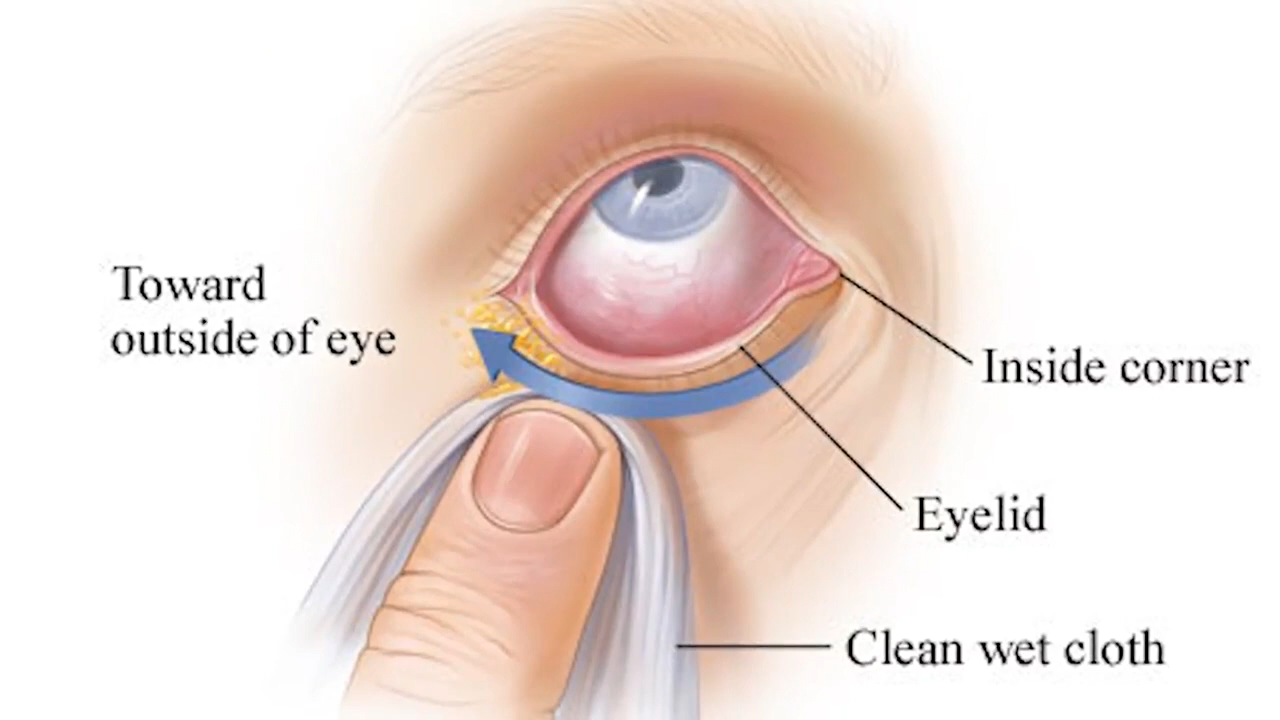 Toward
outside of eye
Inside corner
Eyelid
Clean wet cloth